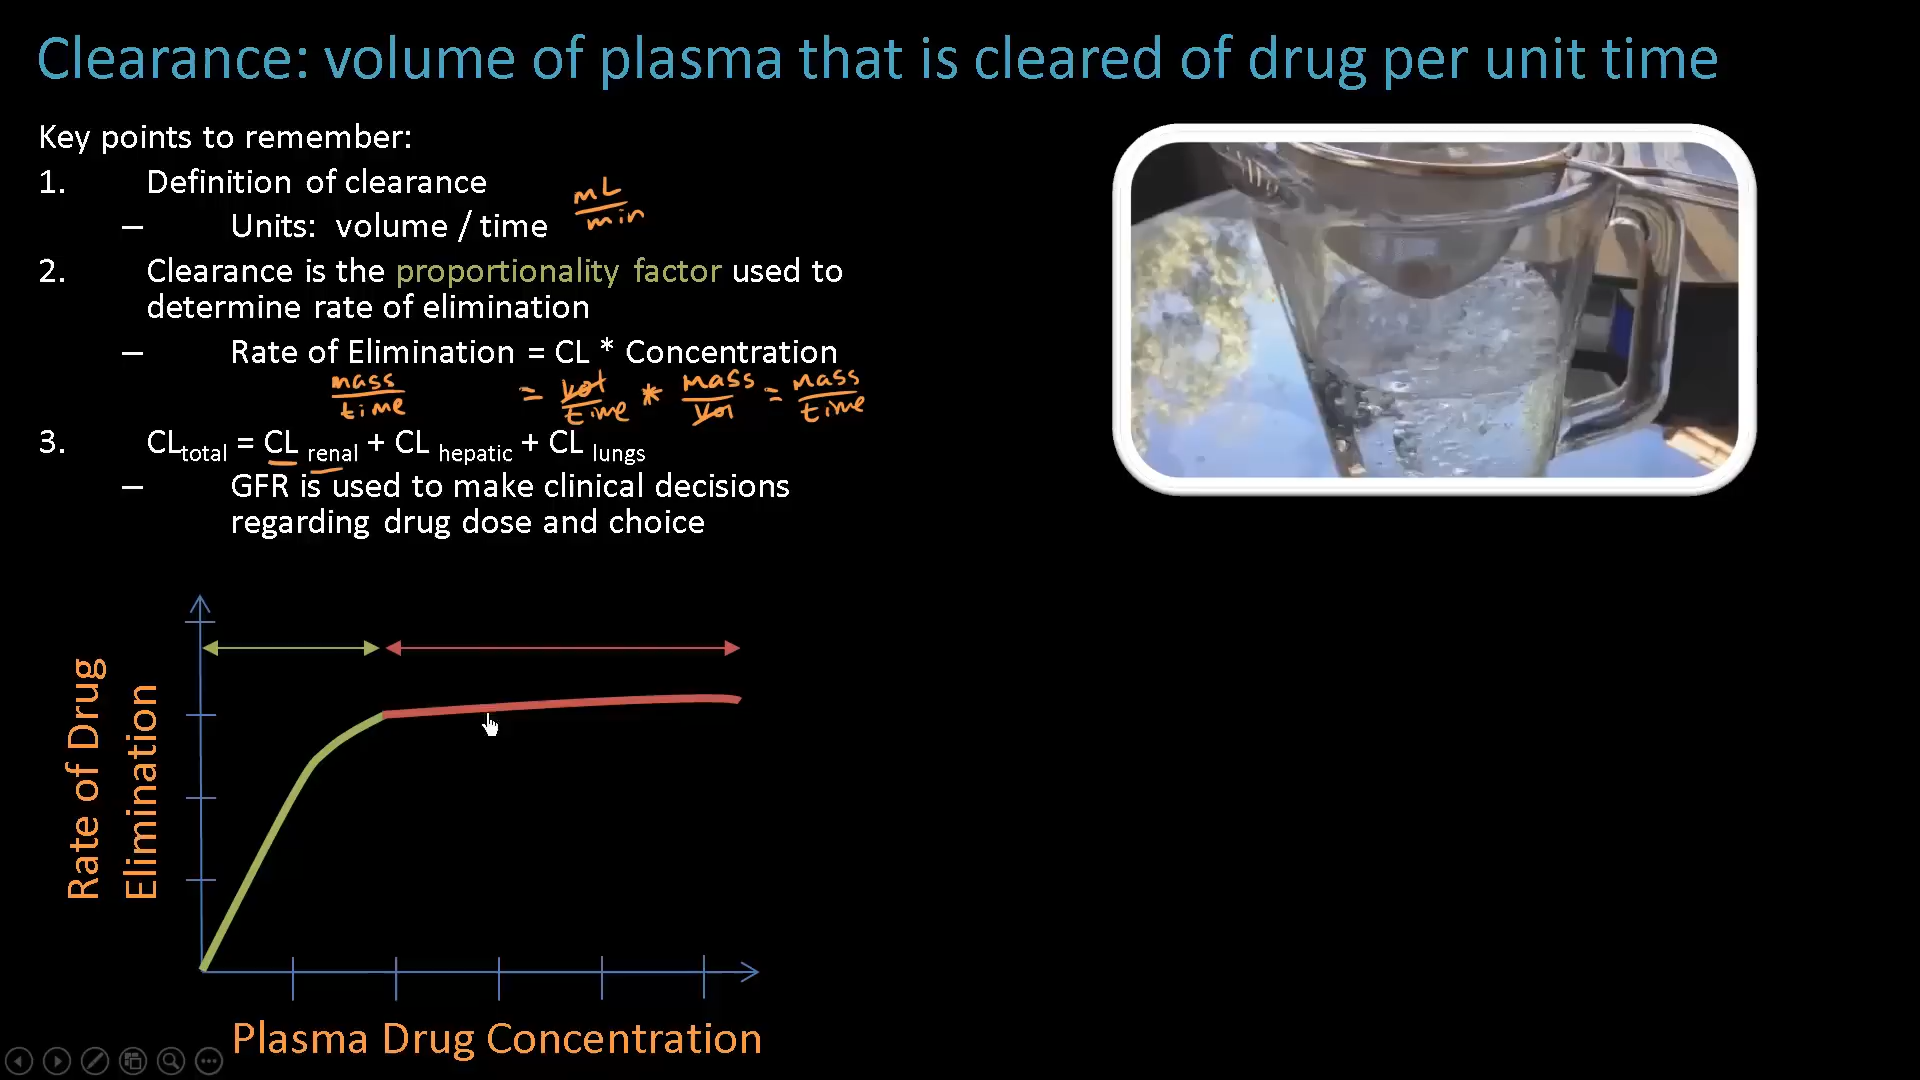 Clearance: volume of plasma that is cleared of drug per unit time
Key points to remember:
1. Definition of clearance
– Units: volume / time mL/min
2. Clearance is the proportionality factor used to
determine rate of elimination
– Rate of Elimination = CL * Concentration
mass/time = vol/time * mass/vol = mass/time
3. CLtotal = CL renal + CL hepatic + CL lungs
– GFR is used to make clinical decisions
regarding drug dose and choice
Rate of Drug
Elimination
Plasma Drug Concentration